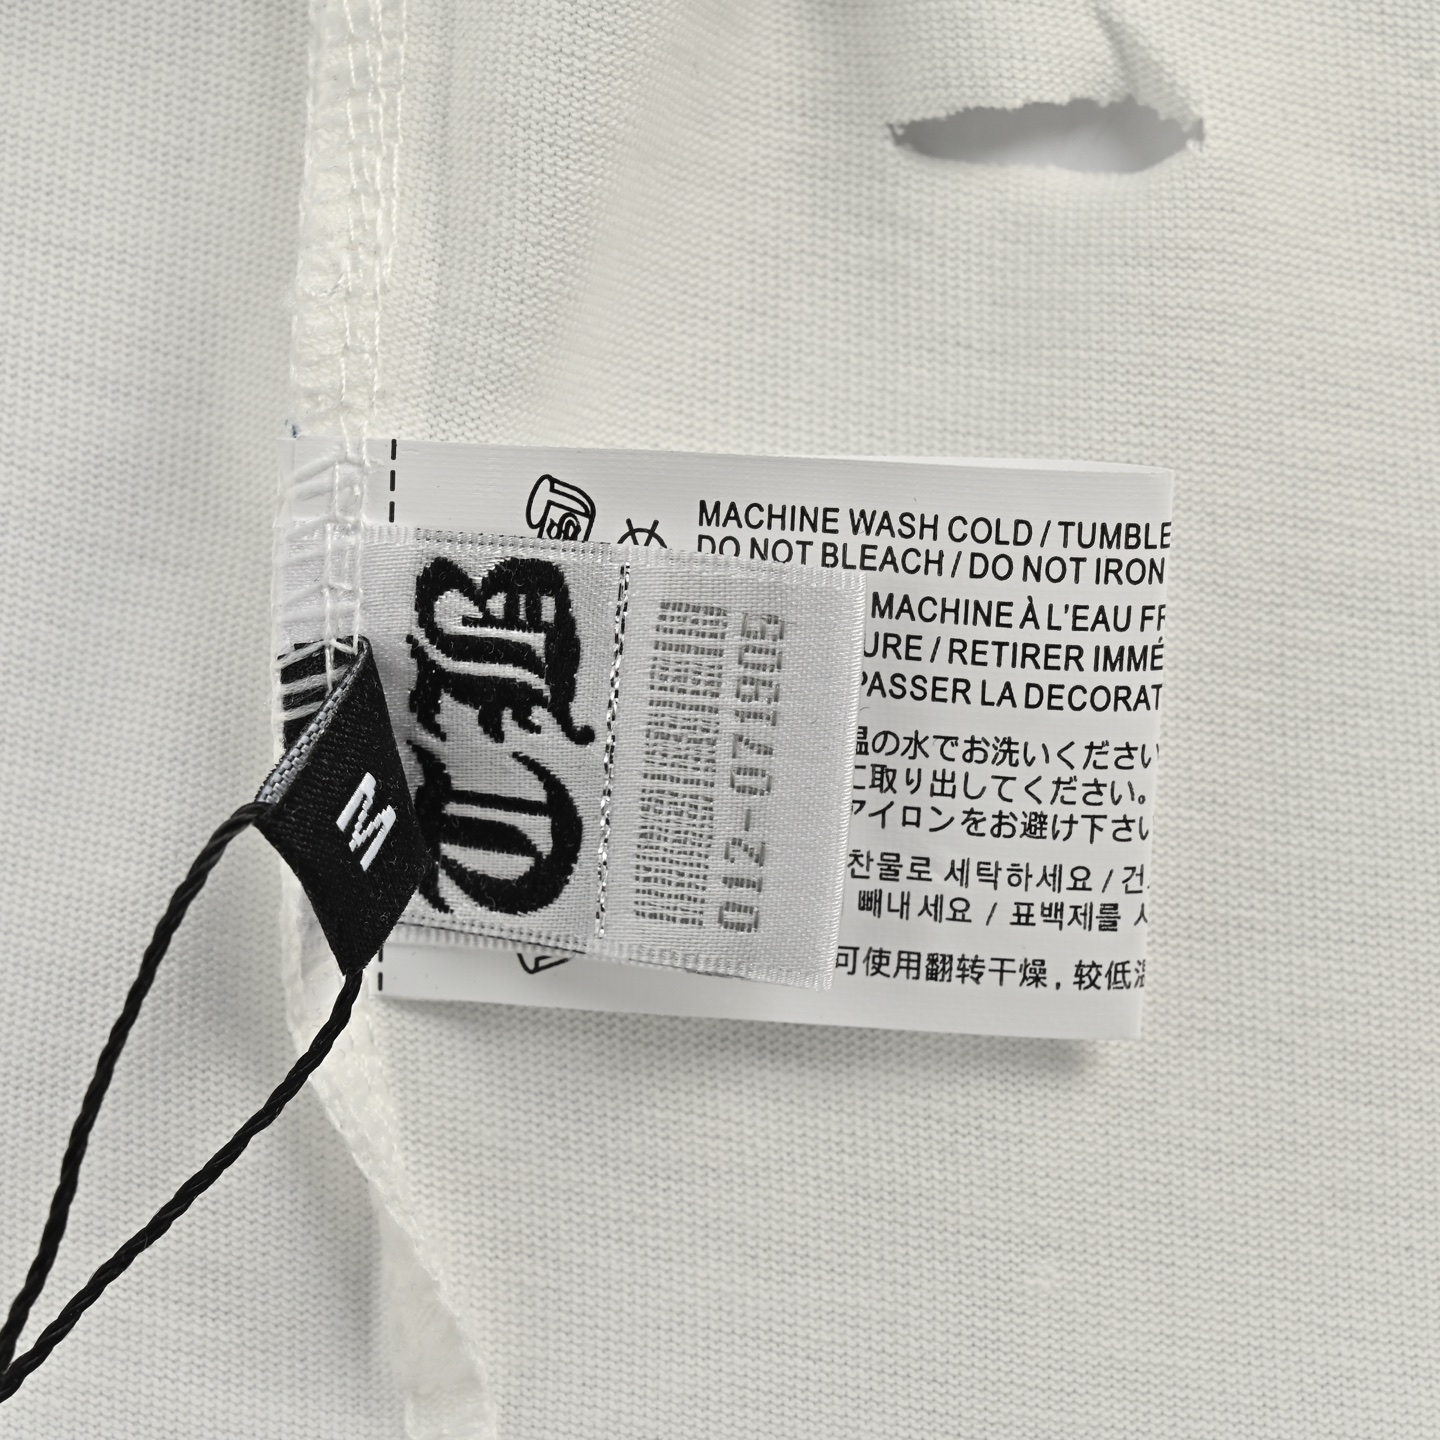 MACHINE WASH COLD / TUMBLE
DO NOT BLEACH / DO NOT IRON
MACHINE À L'EAU FR
URE / RETIRER IMMÉ
PASSER LA DECORAT
温の水でお洗いください
に取り出してください。
アイロンをお避け下さい
찬물로 세탁하세요 / 건
빼내세요 / 표백제를 사
可使用翻转干燥，较低温
M